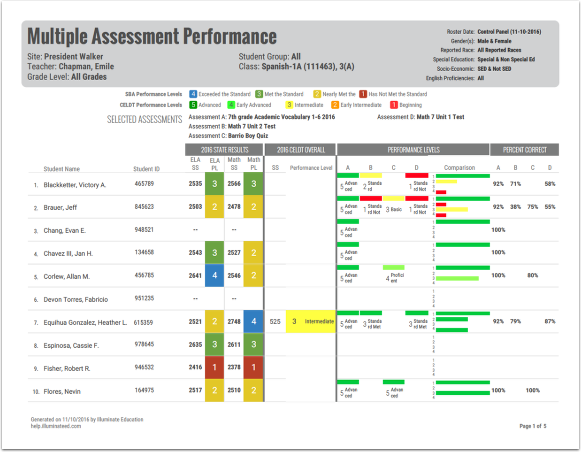 Multiple Assessment Performance
Site: President Walker
Teacher: Chapman, Emile
Grade Level: All Grades
Student Group: All
Class: Spanish-1A (111463), 3(A)
Roster Date: Control Panel (11-10-2016)
Gender(s): Male & Female
Reported Race: All Reported Races
Special Education: Special & Non Special Ed
Socio-Economic: SED & Not SED
English Proficiencies: All
SBA Performance Levels 4 Exceeded the Standard 3 Met the Standard 2 Nearly Met the 1 Has Not Met the Standard
CELDT Performance Levels 5 Advanced 4 Early Advanced 3 Intermediate 2 Early Intermediate 1 Beginning
SELECTED ASSESSMENTS
Assessment A: 7th grade Academic Vocabulary 1-6 2016
Assessment B: Math 7 Unit 2 Test
Assessment C: Barrio Boy Quiz
Assessment D: Math 7 Unit 1 Test
2016 STATE RESULTS 2016 CELDT OVERALL PERFORMANCE LEVELS PERCENT CORRECT
Student Name Student ID ELA SS ELA PL Math SS Math PL SS Performance Level A B C D Comparison A B C D
1. Blackketter, Victory A. 465789 2535 3 2566 3 5 Advanced 2 Standard 1 Standard Not 92% 71% 58%
2. Brauer, Jeff 845623 2503 2 2478 2 5 Advanced 1 Standard Not 3 Basic 1 Standard Not 92% 38% 75% 55%
3. Chang, Evan E. 948521 -- -- 5 Advanced 100%
4. Chavez III, Jan H. 134658 2543 3 2527 2 5 Advanced 100%
5. Corlew, Allan M. 456785 2541 4 2546 2 5 Advanced 4 Proficient 100% 80%
6. Devon Torres, Fabricio 951235 -- --
7. Equihua Gonzalez, Heather L. 615359 2521 2 2748 4 525 3 Intermediate 5 Advanced 3 Standard Met 3 Standard Met 92% 79% 87%
8. Espinosa, Cassie F. 978645 2635 3 2611 3
9. Fisher, Robert R. 946532 2416 1 2378 1
10. Flores, Nevin 164975 2517 2 2510 2 5 Advanced 5 Advanced 100% 100%
Generated on 11/10/2016 by Illuminate Education
help.illuminateed.com
Page 1 of 5